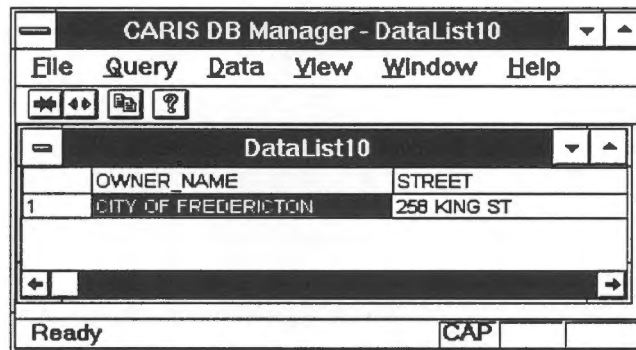 CARIS DB Manager - DataList10
File Query Data View Window Help
?
DataList10
OWNER_NAME STREET
1 CITY OF FREDERICTON 258 KING ST
Ready CAP